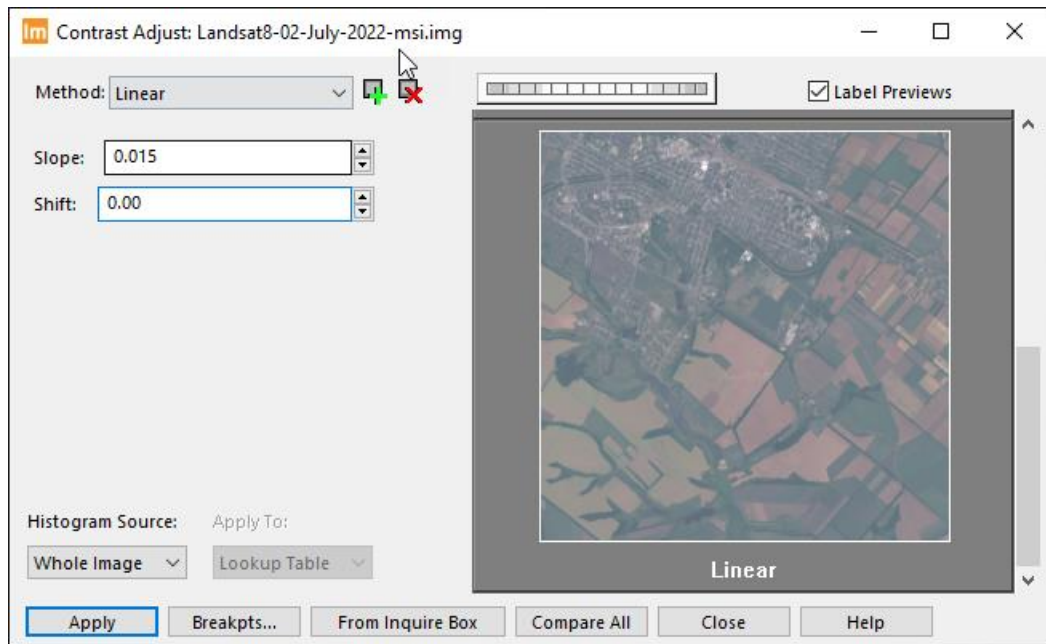 Im Contrast Adjust: Landsat8-02-July-2022-msi.img
Method: Linear
Label Previews
Slope: 0.015
Shift: 0.00
Histogram Source: Apply To:
Whole Image Lookup Table
Linear
Apply Breakpts... From Inquire Box Compare All Close Help